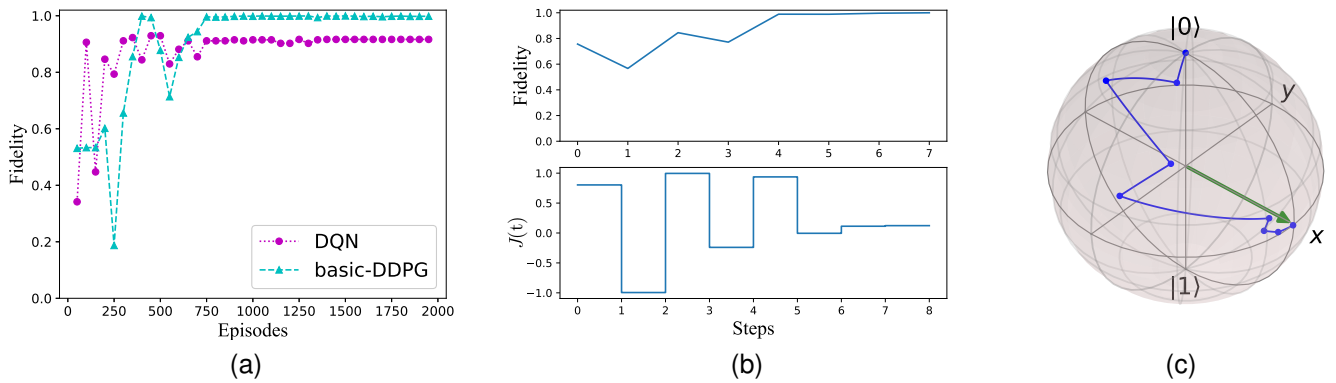 1.0
0.8
0.6
0.4
0.2
0.0
Fidelity
DQN
basic-DDPG
0 250 500 750 1000 1250 1500 1750 2000
Episodes
(a)
1.0
0.8
0.6
0.4
0.2
0.0
Fidelity
0 1 2 3 4 5 6 7
1.0
0.5
0.0
−0.5
−1.0
J(t)
0 1 2 3 4 5 6 7 8
Steps
(b)
|0⟩
y
x
|1⟩
(c)